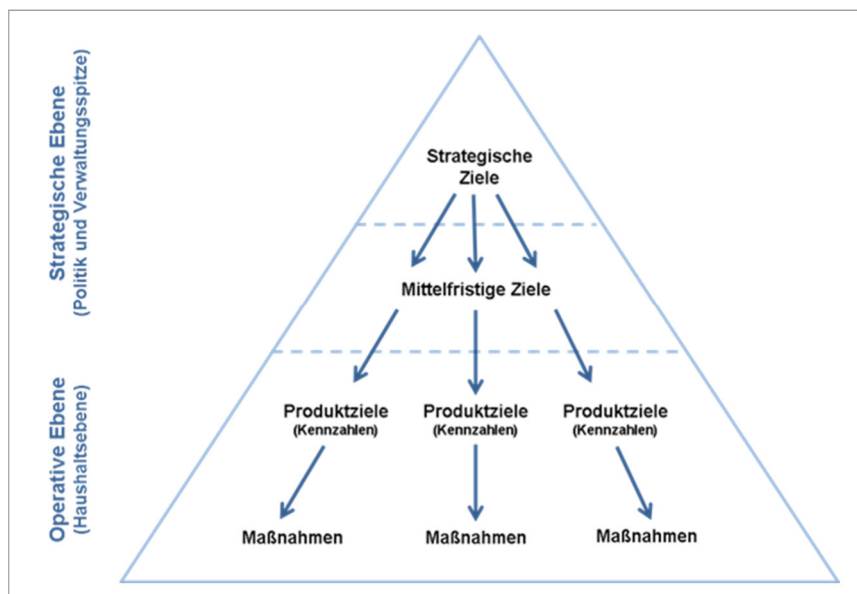 Strategische Ebene
(Politik und Verwaltungsspitze)
Strategische
Ziele
Mittelfristige Ziele
Operative Ebene
(Haushaltsebene)
Produktziele Produktziele Produktziele
(Kennzahlen) (Kennzahlen) (Kennzahlen)
Maßnahmen Maßnahmen Maßnahmen